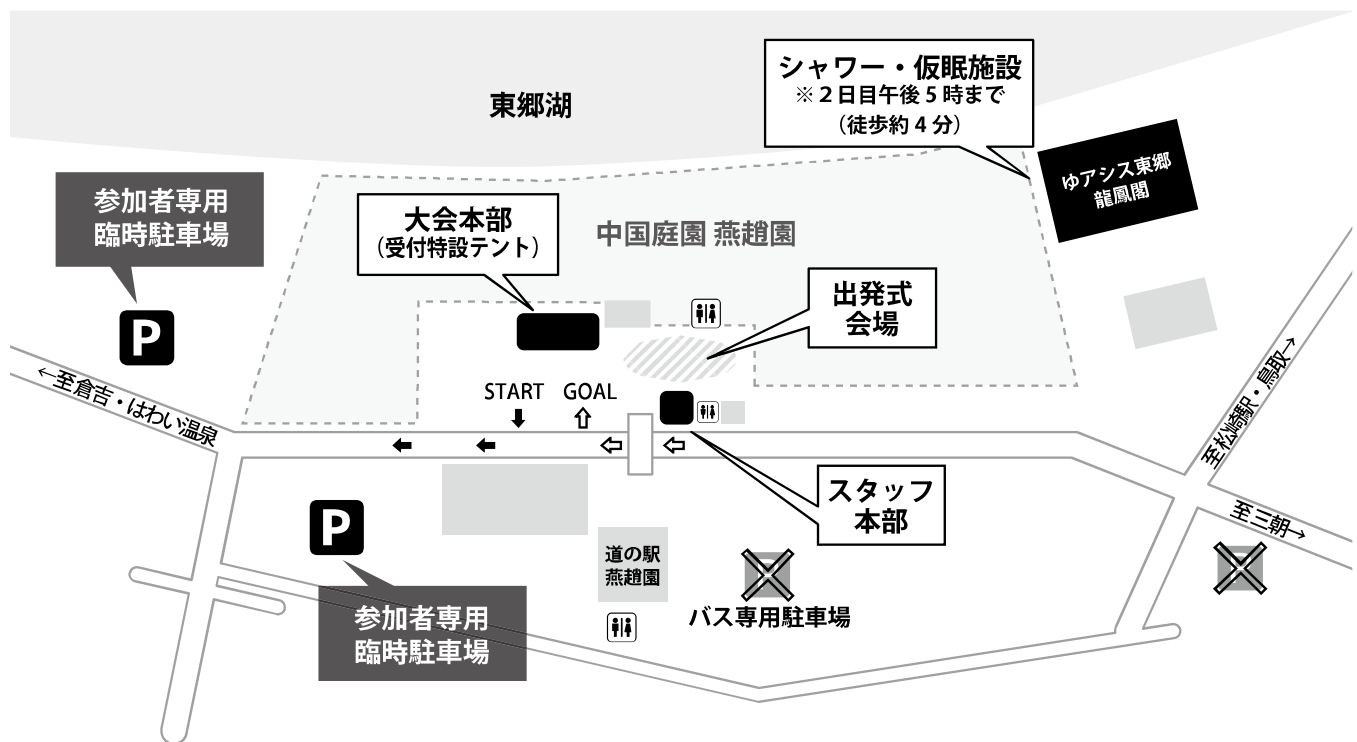 東郷湖
シャワー・仮眠施設
※２日目午後５時まで
（徒歩約４分）
ゆアシス東郷
龍鳳閣
参加者専用
臨時駐車場
P
大会本部
（受付特設テント）
中国庭園 燕趙園
出発式
会場
←至倉吉・はわい温泉
START
GOAL
至松崎駅・鳥取→
スタッフ
本部
至三朝→
P
参加者専用
臨時駐車場
道の駅
燕趙園
バス専用駐車場